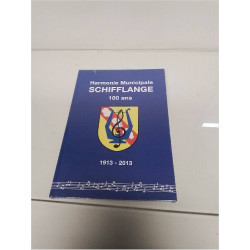 Harmonie Municipale
SCHIFFLANGE
100 ans
1913 - 2013